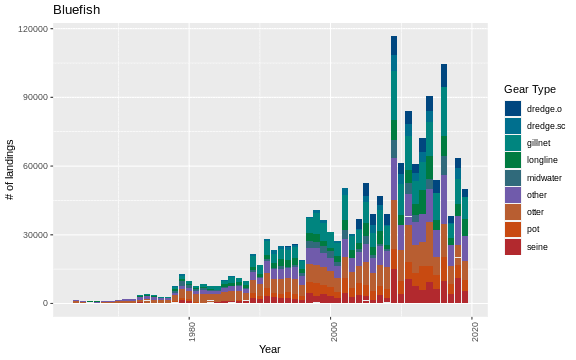 Bluefish
120000
90000
60000
30000
0
# of landings
1980
2000
2020
Year
Gear Type
dredge.o
dredge.sc
gillnet
longline
midwater
other
otter
pot
seine